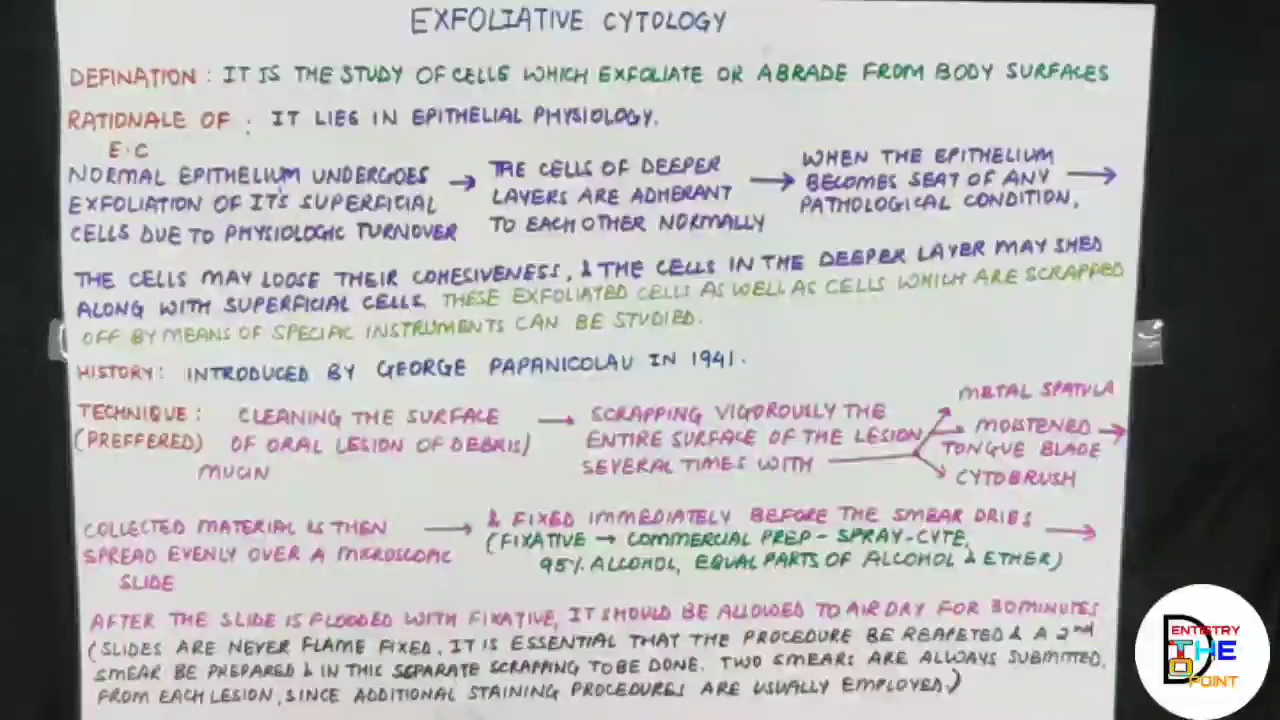 EXFOLIATIVE CYTOLOGY
DEFINATION : IT IS THE STUDY OF CELLS WHICH EXFOLIATE OR ABRADE FROM BODY SURFACES
RATIONALE OF : IT LIES IN EPITHELIAL PHYSIOLOGY.
E.C
NORMAL EPITHELIUM UNDERGOES → THE CELLS OF DEEPER → WHEN THE EPITHELIUM →
EXFOLIATION OF IT'S SUPERFICIAL LAYERS ARE ADHERANT BECOMES SEAT OF ANY
CELLS DUE TO PHYSIOLOGIC TURNOVER TO EACH OTHER NORMALLY PATHOLOGICAL CONDITION,
THE CELLS MAY LOOSE THEIR COHESIVENESS, & THE CELLS IN THE DEEPER LAYER MAY SHED
ALONG WITH SUPERFICIAL CELLS. THESE EXFOLIATED CELLS AS WELL AS CELLS WHICH ARE SCRAPPED
OFF BY MEANS OF SPECIAL INSTRUMENTS CAN BE STUDIED.
HISTORY: INTRODUCED BY GEORGE PAPANICOLAU IN 1941.
TECHNIQUE : CLEANING THE SURFACE → SCRAPPING VIGOROUSLY THE METAL SPATULA
(PREFFERED) OF ORAL LESION OF DEBRIS/ ENTIRE SURFACE OF THE LESION MOISTENED →
MUCIN SEVERAL TIMES WITH TONGUE BLADE
CYTOBRUSH
COLLECTED MATERIAL IS THEN → & FIXED IMMEDIATELY BEFORE THE SMEAR DRIES →
SPREAD EVENLY OVER A MICROSCOPIC (FIXATIVE → COMMERCIAL PREP - SPRAY-CYTE,
SLIDE 95% ALCOHOL, EQUAL PARTS OF ALCOHOL & ETHER)
AFTER THE SLIDE IS FLOODED WITH FIXATIVE, IT SHOULD BE ALLOWED TO AIR DAY FOR 30 MINUTES
(SLIDES ARE NEVER FLAME FIXED, IT IS ESSENTIAL THAT THE PROCEDURE BE REAPETED & A 2ND
SMEAR BE PREPARED & IN THIS SEPARATE SCRAPPING TO BE DONE. TWO SMEARS ARE ALWAYS SUBMITTED,
FROM EACH LESION, SINCE ADDITIONAL STAINING PROCEDURES ARE USUALLY EMPLOYED.)
DENTISTRY
THE
TO
POINT